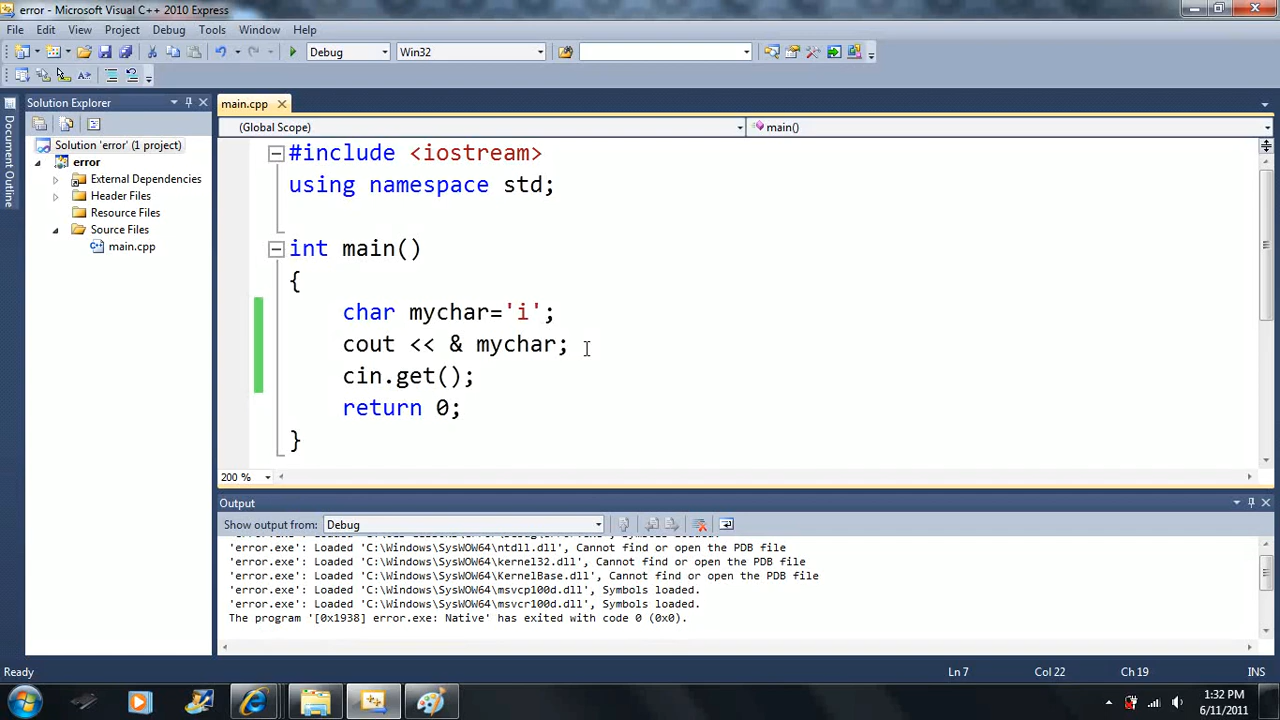 error - Microsoft Visual C++ 2010 Express
File Edit View Project Debug Tools Window Help
Debug Win32
Solution Explorer
main.cpp
Document Outline
(Global Scope) main()
Solution 'error' (1 project)
error
External Dependencies
Header Files
Resource Files
Source Files
main.cpp
#include <iostream>
using namespace std;
int main()
{
char mychar='i';
cout << & mychar;
cin.get();
return 0;
}
200 %
Output
Show output from: Debug
'error.exe': Loaded 'C:\Windows\SysWOW64\ntdll.dll', Cannot find or open the PDB file
'error.exe': Loaded 'C:\Windows\SysWOW64\kernel32.dll', Cannot find or open the PDB file
'error.exe': Loaded 'C:\Windows\SysWOW64\KernelBase.dll', Cannot find or open the PDB file
'error.exe': Loaded 'C:\Windows\SysWOW64\msvcp100d.dll', Symbols loaded.
'error.exe': Loaded 'C:\Windows\SysWOW64\msvcr100d.dll', Symbols loaded.
The program '[0x1938] error.exe: Native' has exited with code 0 (0x0).
Ready Ln 7 Col 22 Ch 19 INS
1:32 PM
6/11/2011